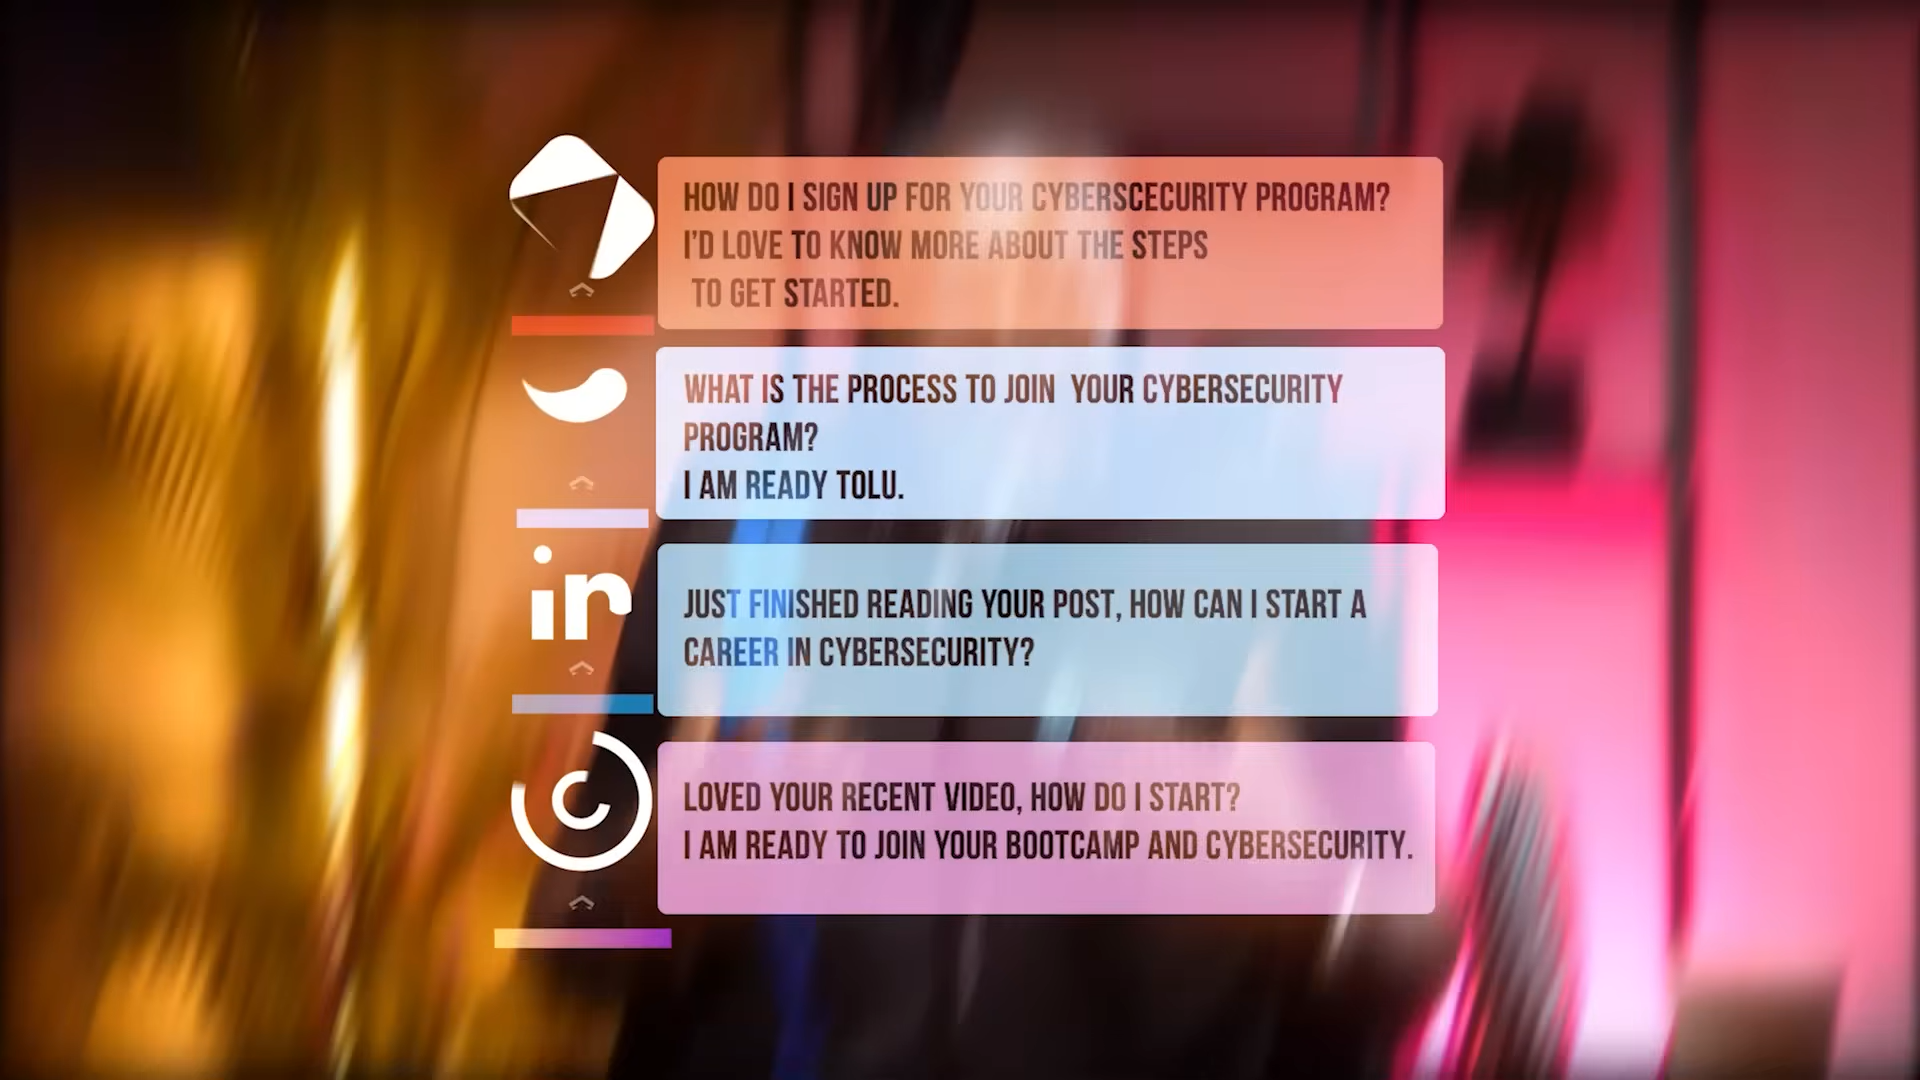 HOW DO I SIGN UP FOR YOUR CYBERSCECURITY PROGRAM?
I'D LOVE TO KNOW MORE ABOUT THE STEPS
TO GET STARTED.
WHAT IS THE PROCESS TO JOIN YOUR CYBERSECURITY
PROGRAM?
I AM READY TOLU.
in
JUST FINISHED READING YOUR POST, HOW CAN I START A
CAREER IN CYBERSECURITY?
LOVED YOUR RECENT VIDEO, HOW DO I START?
I AM READY TO JOIN YOUR BOOTCAMP AND CYBERSECURITY.